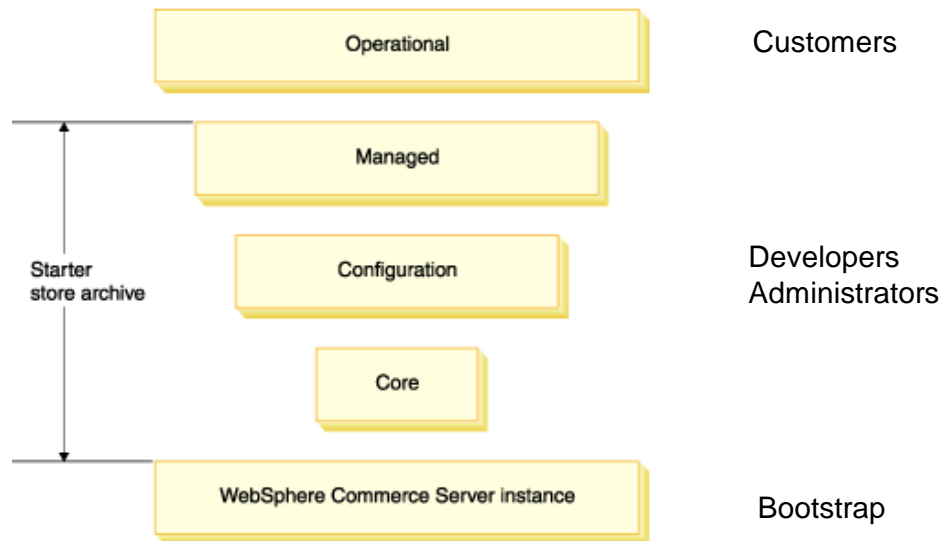 Operational
Customers
Managed
Starter
store archive
Configuration
Developers
Administrators
Core
WebSphere Commerce Server instance
Bootstrap